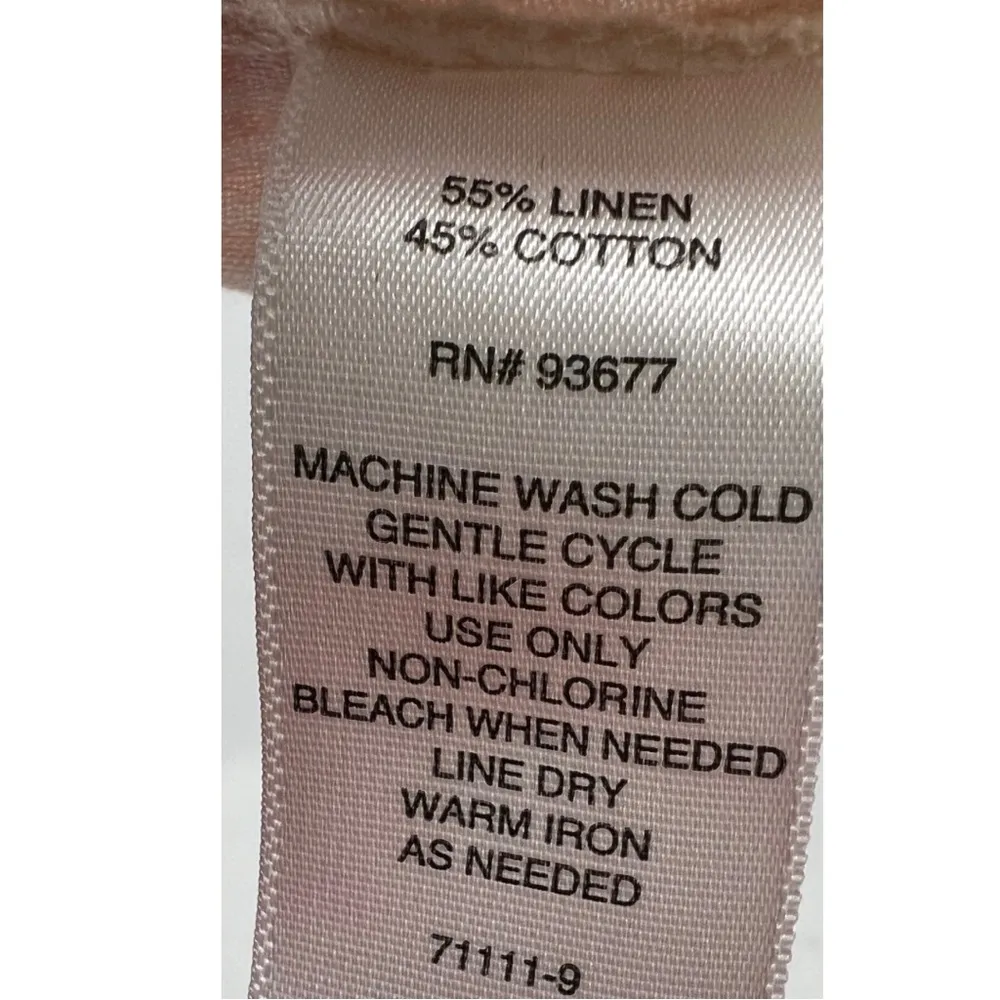 55% LINEN
45% COTTON
RN# 93677
MACHINE WASH COLD
GENTLE CYCLE
WITH LIKE COLORS
USE ONLY
NON-CHLORINE
BLEACH WHEN NEEDED
LINE DRY
WARM IRON
AS NEEDED
71111-9